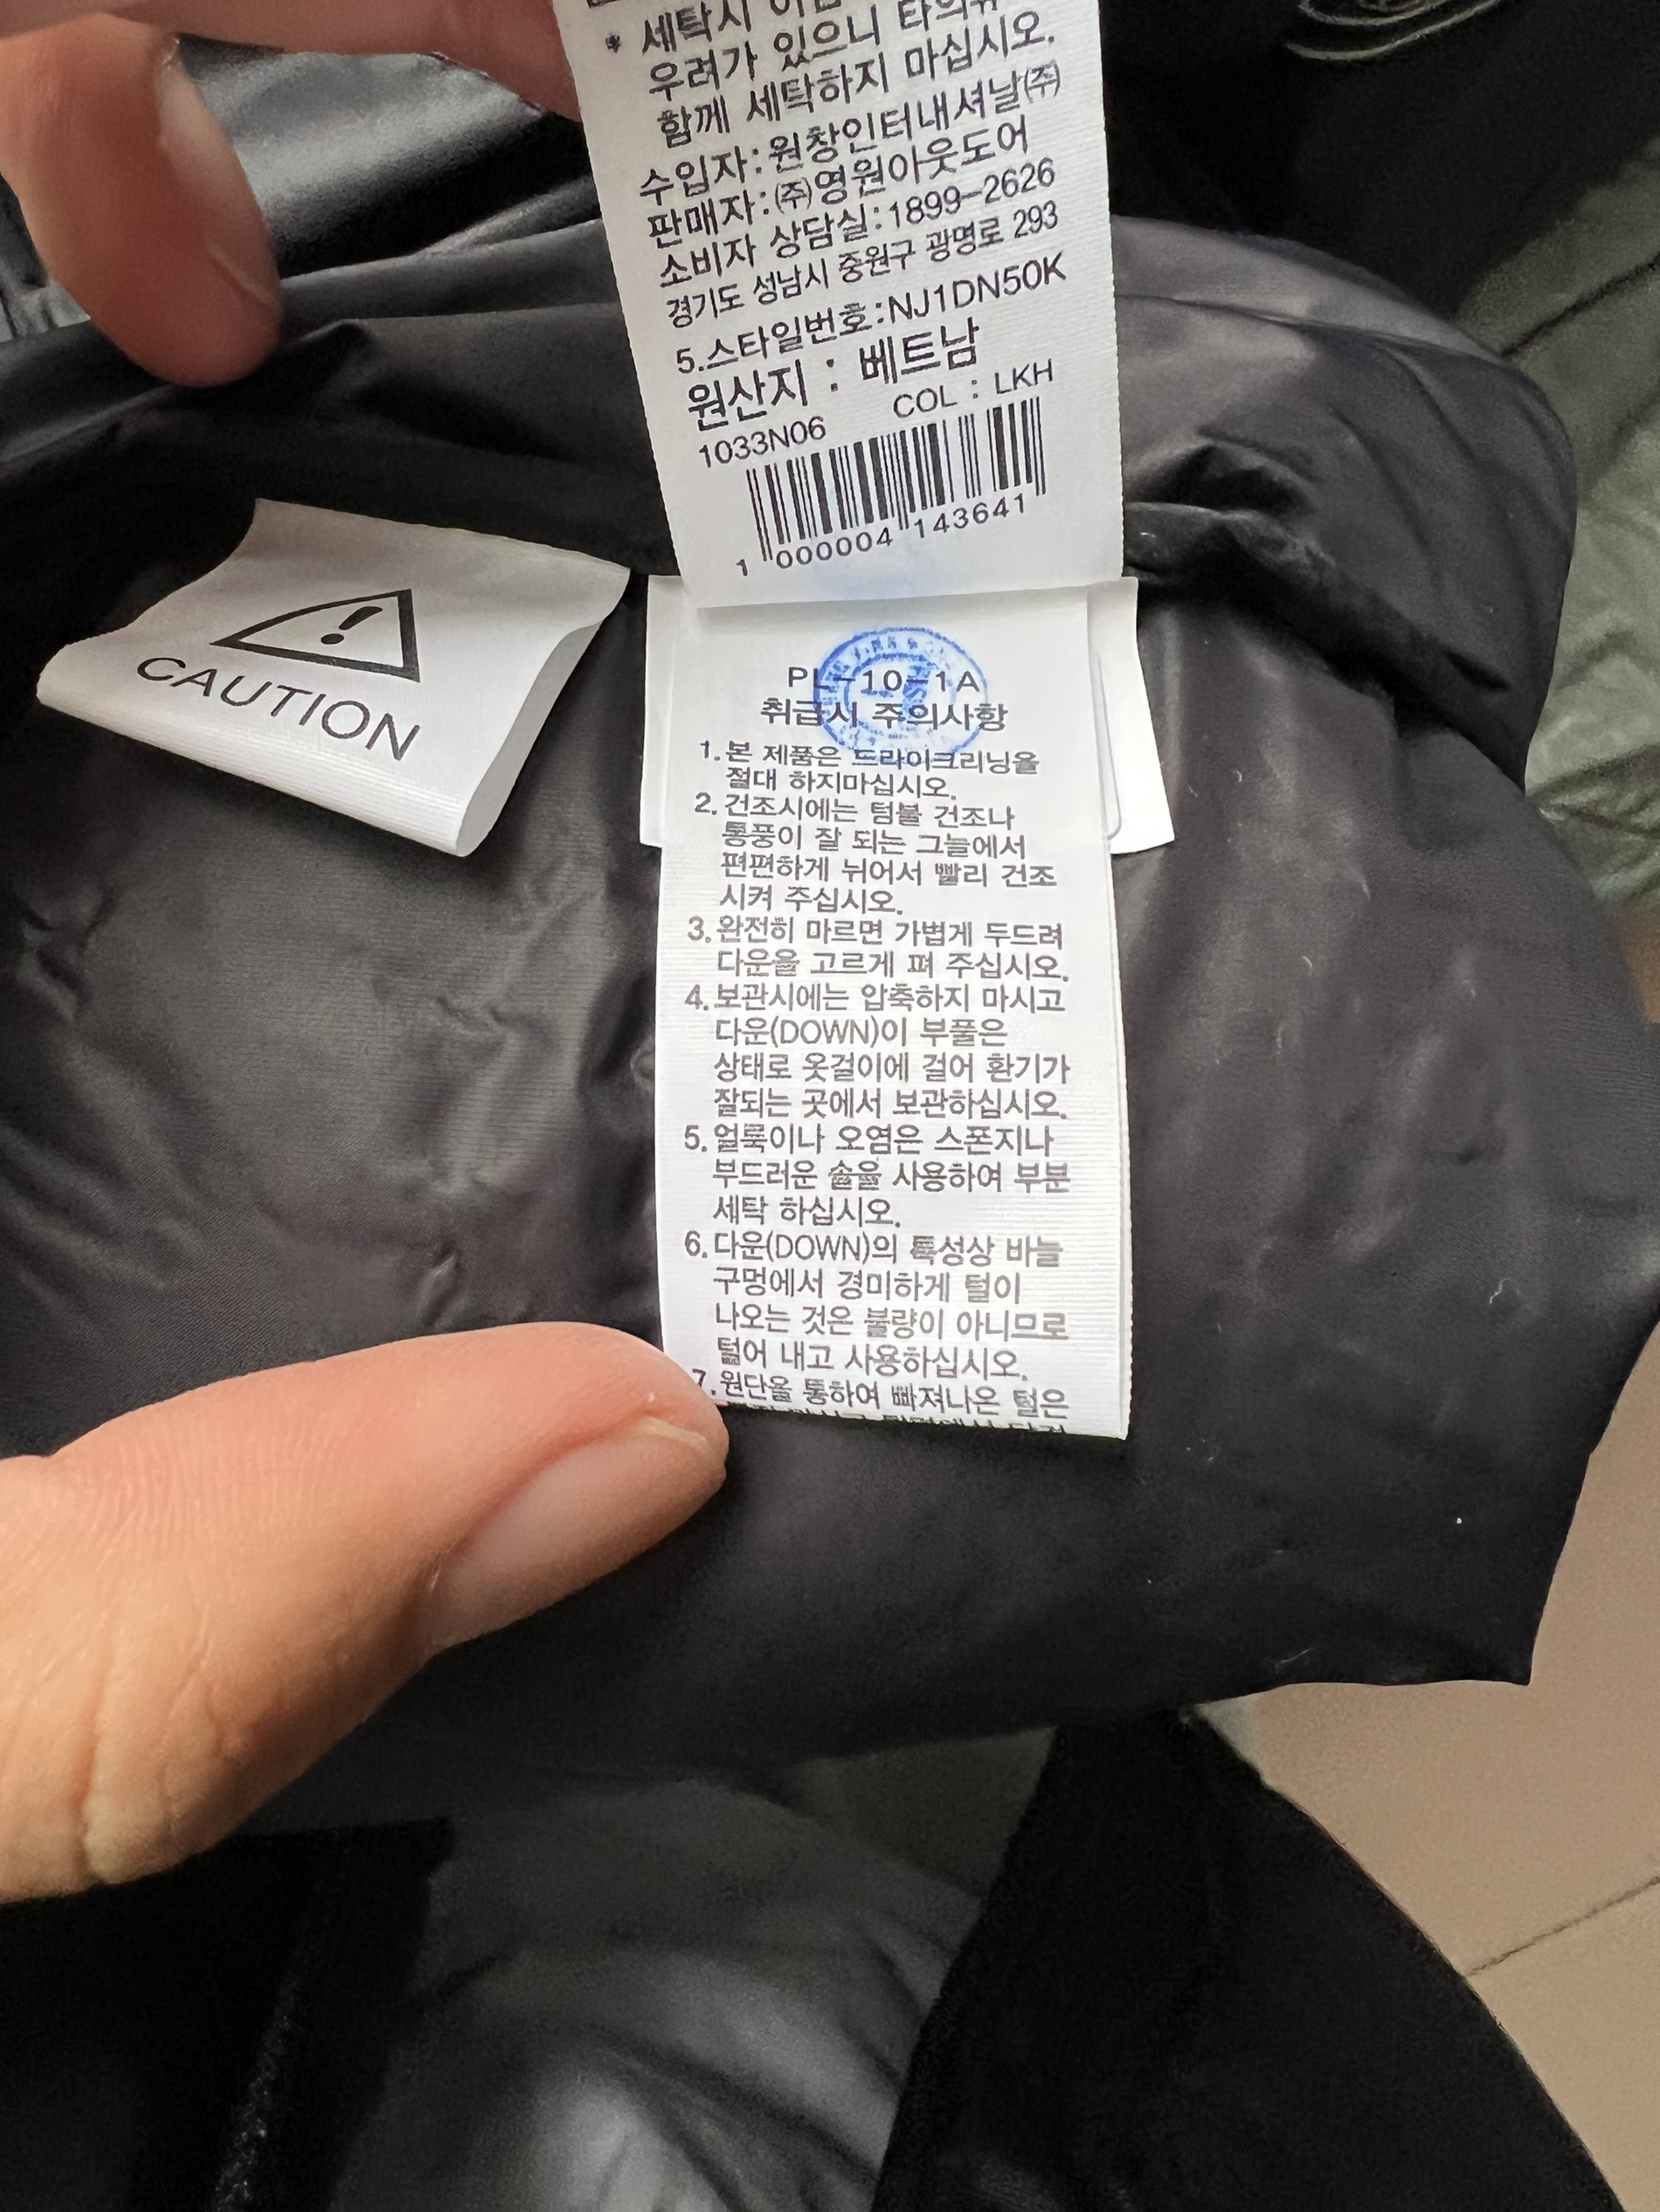 * 세탁시
우려가 있으니
함께 세탁하지 마십시오.
수입자:원창인터내셔날㈜
판매자:㈜영원아웃도어
소비자 상담실:1899-2626
경기도 성남시 중원구 광명로 293
5.스타일번호:NJ1DN50K
원산지 : 베트남
1033N06 COL : LKH
1 000004 143641
CAUTION
PL-10-1A
취급시 주의사항
1.본 제품은 드라이크리닝을
절대 하지마십시오.
2.건조시에는 텀블 건조나
통풍이 잘 되는 그늘에서
편편하게 뉘어서 빨리 건조
시켜 주십시오.
3.완전히 마르면 가볍게 두드려
다운을 고르게 펴 주십시오.
4.보관시에는 압축하지 마시고
다운(DOWN)이 부풀은
상태로 옷걸이에 걸어 환기가
잘되는 곳에서 보관하십시오.
5.얼룩이나 오염은 스폰지나
부드러운 솔을 사용하여 부분
세탁 하십시오.
6.다운(DOWN)의 특성상 바늘
구멍에서 경미하게 털이
나오는 것은 불량이 아니므로
털어 내고 사용하십시오.
7.원단을 통하여 빠져나온 털은